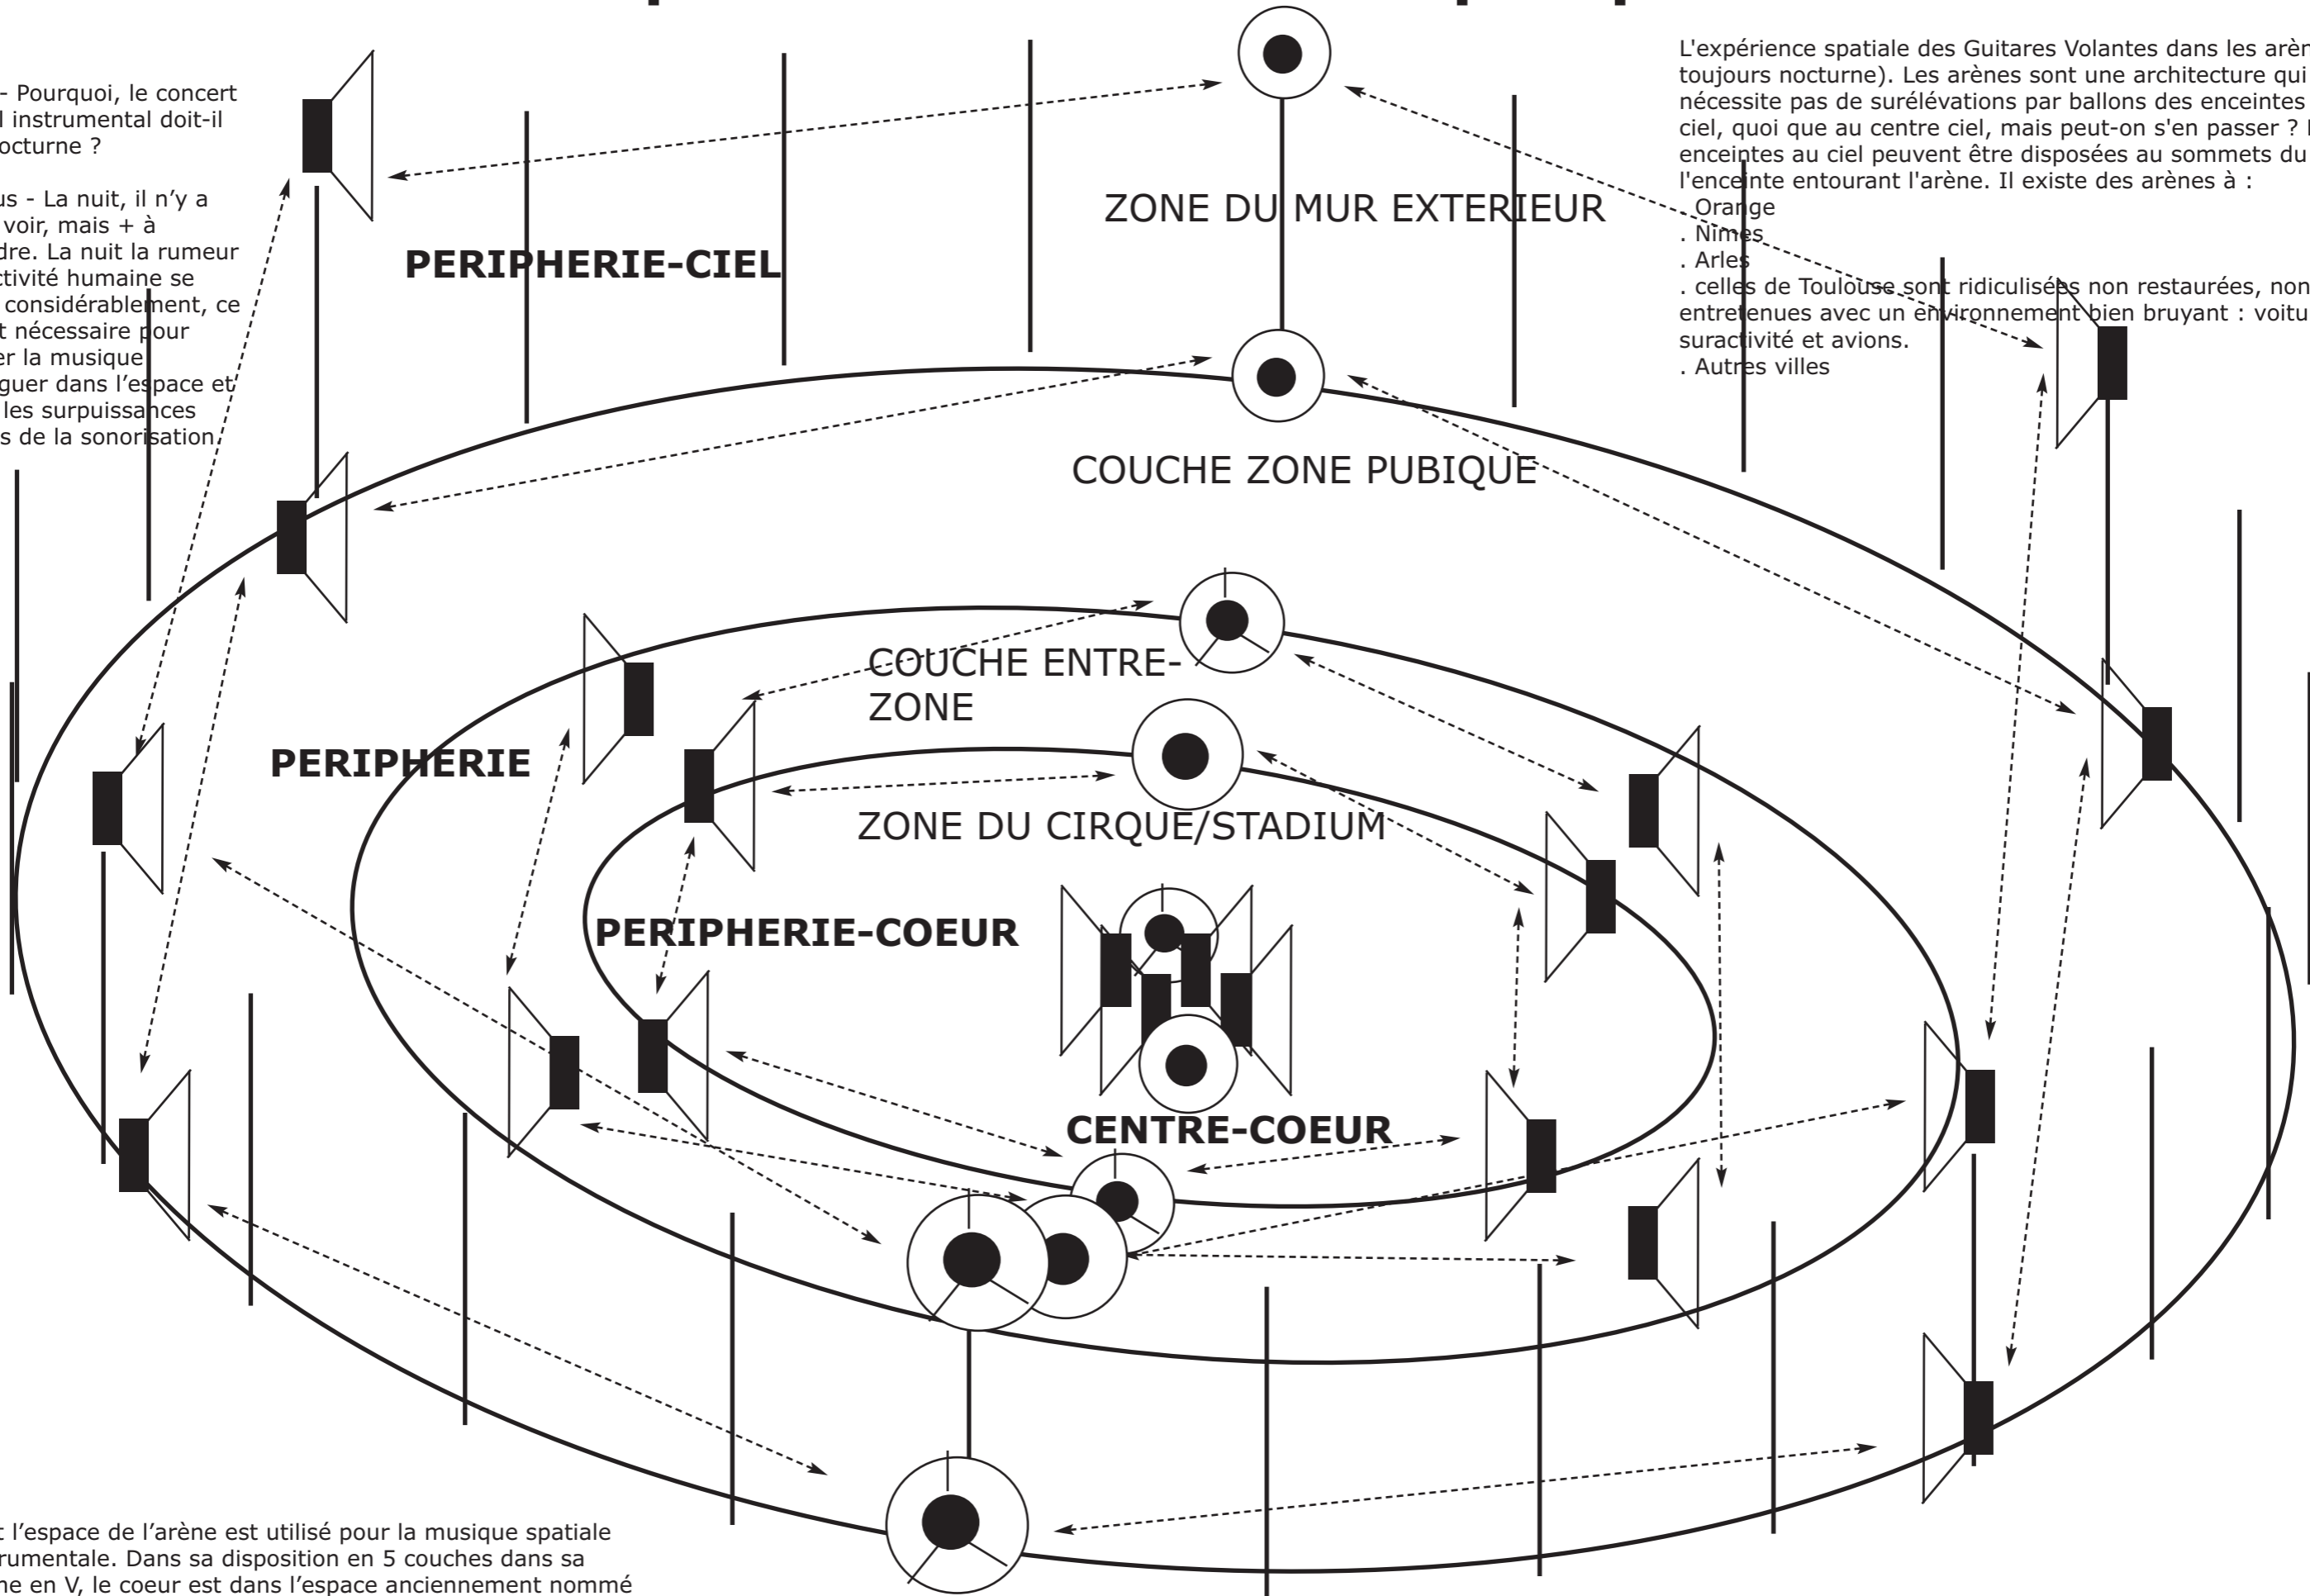 - Pourquoi, le concert
l instrumental doit-il
octurne ?
us - La nuit, il n’y a
voir, mais + à
dre. La nuit la rumeur
ctivité humaine se
considérablement, ce
t nécessaire pour
er la musique
guer dans l’espace et
les surpuissances
s de la sonorisation.
L'expérience spatiale des Guitares Volantes dans les arèn
toujours nocturne). Les arènes sont une architecture qui
nécessite pas de surélévations par ballons des enceintes
ciel, quoi que au centre ciel, mais peut-on s'en passer ?
enceintes au ciel peuvent être disposées au sommets du
l'enceinte entourant l'arène. Il existe des arènes à :
. Orange
. Nîmes
. Arles
. celles de Toulouse sont ridiculisées non restaurées, non
entretenues avec un environnement bien bruyant : voitu
suractivité et avions.
. Autres villes
ZONE DU MUR EXTERIEUR
PERIPHERIE-CIEL
COUCHE ZONE PUBIQUE
COUCHE ENTRE-
ZONE
PERIPHERIE
ZONE DU CIRQUE/STADIUM
PERIPHERIE-COEUR
CENTRE-COEUR
t l’espace de l’arène est utilisé pour la musique spatiale
rumentale. Dans sa disposition en 5 couches dans sa
ne en V, le coeur est dans l’espace anciennement nommé